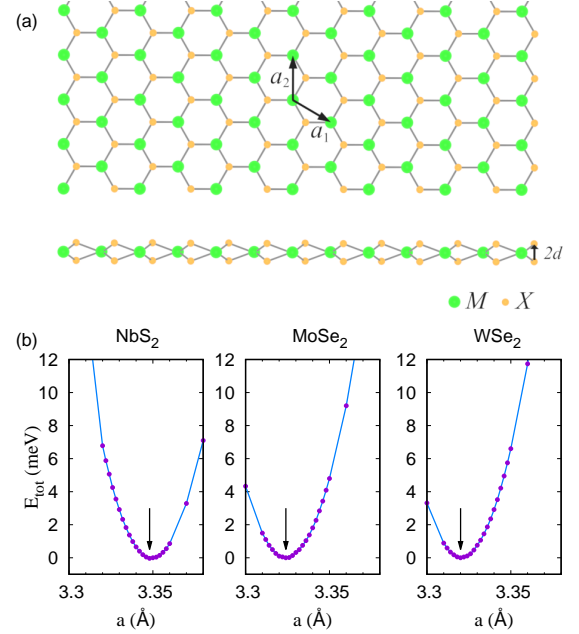 (a)
a₂
a₁
2d
M X
(b)
NbS₂ MoSe₂ WSe₂
E_tot (meV)
12 12 12
10 10 10
8 8 8
6 6 6
4 4 4
2 2 2
0 0 0
3.3 3.35 3.3 3.35 3.3 3.35
a (Å) a (Å) a (Å)